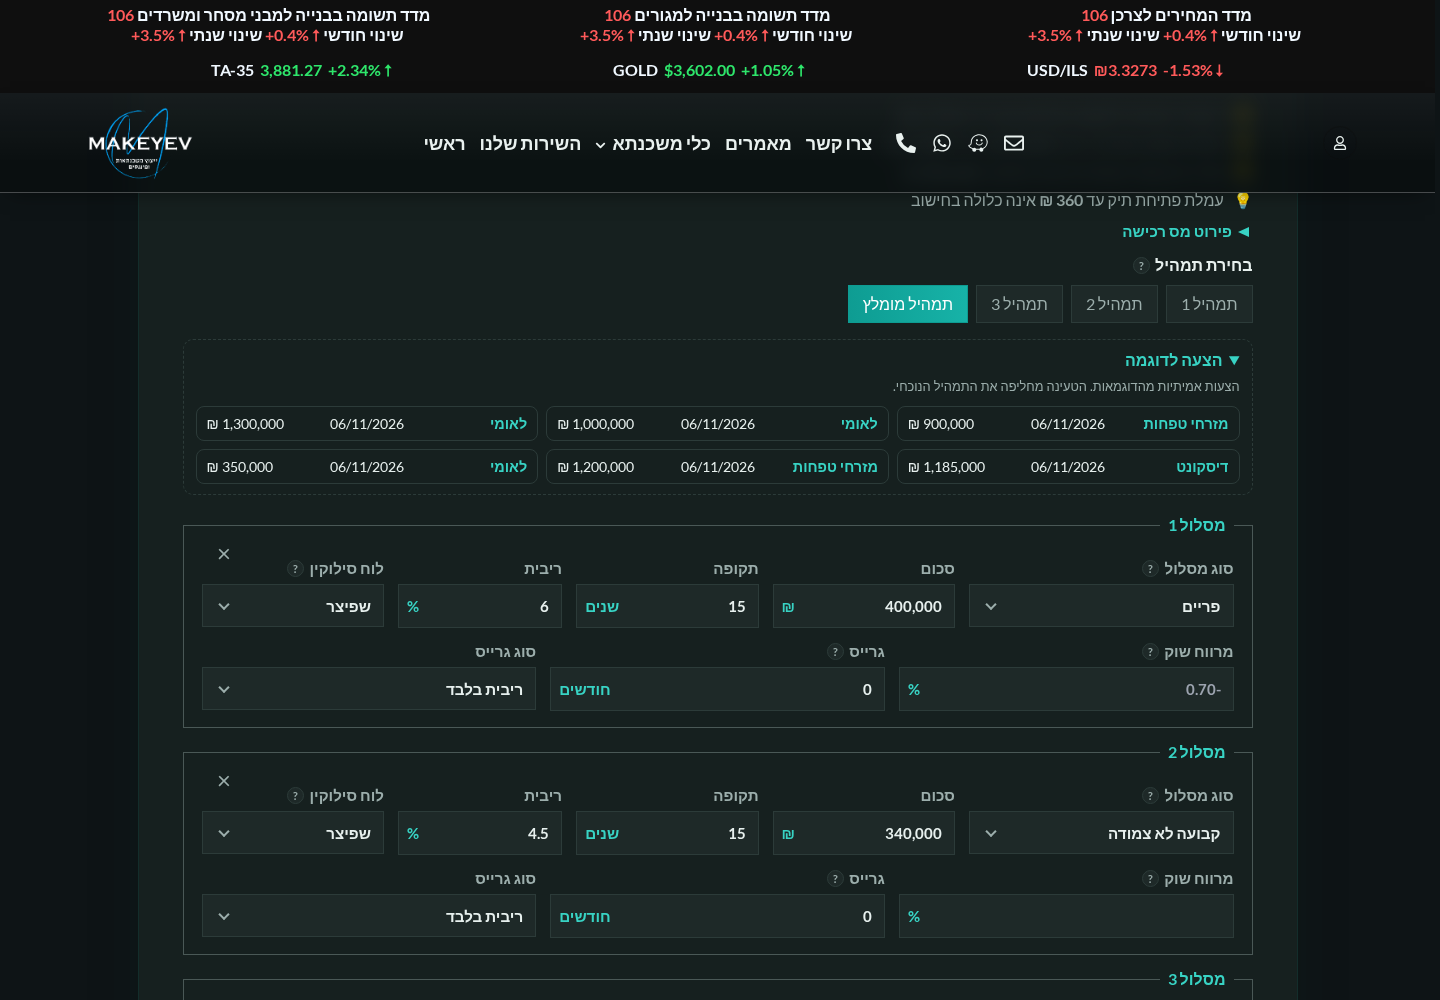 מדד המחירים לצרכן 106
שינוי חודשי ↑ +0.4% שינוי שנתי ↑ +3.5%
מדד תשומה בבנייה למגורים 106
שינוי חודשי ↑ +0.4% שינוי שנתי ↑ +3.5%
מדד תשומה בבנייה למבני מסחר ומשרדים 106
שינוי חודשי ↑ +0.4% שינוי שנתי ↑ +3.5%
USD/ILS ₪3.3273 -1.53%↓
GOLD $3,602.00 +1.05%↑
TA-35 3,881.27 +2.34%↑
צרו קשר מאמרים כלי משכנתא השירות שלנו ראשי
MAKEYEV
ייעוץ משכנתאות
ופיננסים
💡 עמלת פתיחת תיק עד 360 ₪ אינה כלולה בחישוב
◀ פירוט מס רכישה
בחירת תמהיל ?
תמהיל 1 תמהיל 2 תמהיל 3 תמהיל מומלץ
▼ הצעה לדוגמה
הצעות אמיתיות מהדוגמאות. הטעינה מחליפה את התמהיל הנוכחי.
מזרחי טפחות 06/11/2026 900,000 ₪
לאומי 06/11/2026 1,000,000 ₪
לאומי 06/11/2026 1,300,000 ₪
דיסקונט 06/11/2026 1,185,000 ₪
מזרחי טפחות 06/11/2026 1,200,000 ₪
לאומי 06/11/2026 350,000 ₪
מסלול 1
×
סוג מסלול ? סכום תקופה ריבית לוח סילוקין ?
פריים 400,000 ₪ 15 שנים 6 % שפיצר
מרווח שוק ? גרייס ? סוג גרייס
-0.70 % 0 חודשים ריבית בלבד
מסלול 2
×
סוג מסלול ? סכום תקופה ריבית לוח סילוקין ?
קבועה לא צמודה 340,000 ₪ 15 שנים 4.5 % שפיצר
מרווח שוק ? גרייס ? סוג גרייס
% 0 חודשים ריבית בלבד
מסלול 3